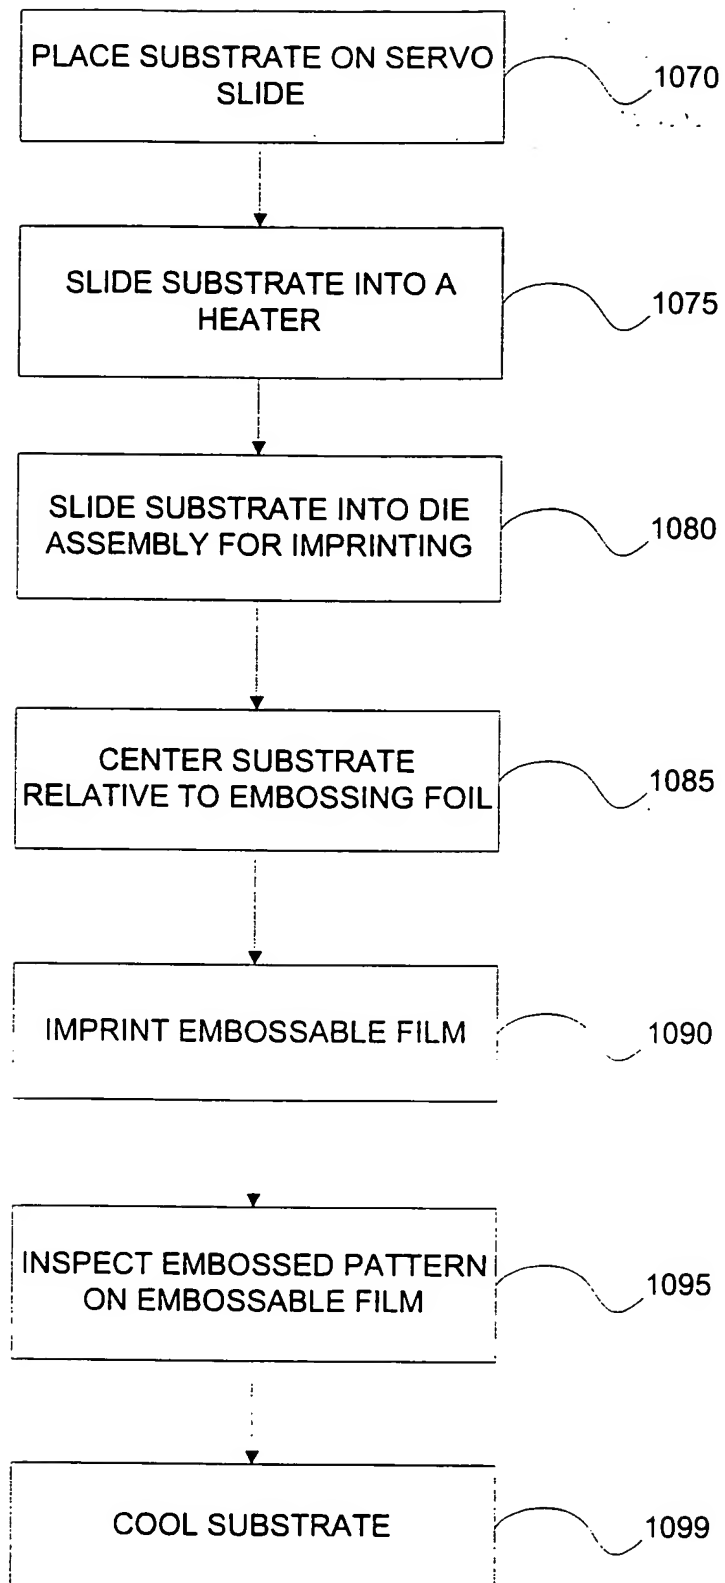 PLACE SUBSTRATE ON SERVO
SLIDE
1070
SLIDE SUBSTRATE INTO A
HEATER
1075
SLIDE SUBSTRATE INTO DIE
ASSEMBLY FOR IMPRINTING
1080
CENTER SUBSTRATE
RELATIVE TO EMBOSSING FOIL
1085
IMPRINT EMBOSSABLE FILM
1090
INSPECT EMBOSSED PATTERN
ON EMBOSSABLE FILM
1095
COOL SUBSTRATE
1099